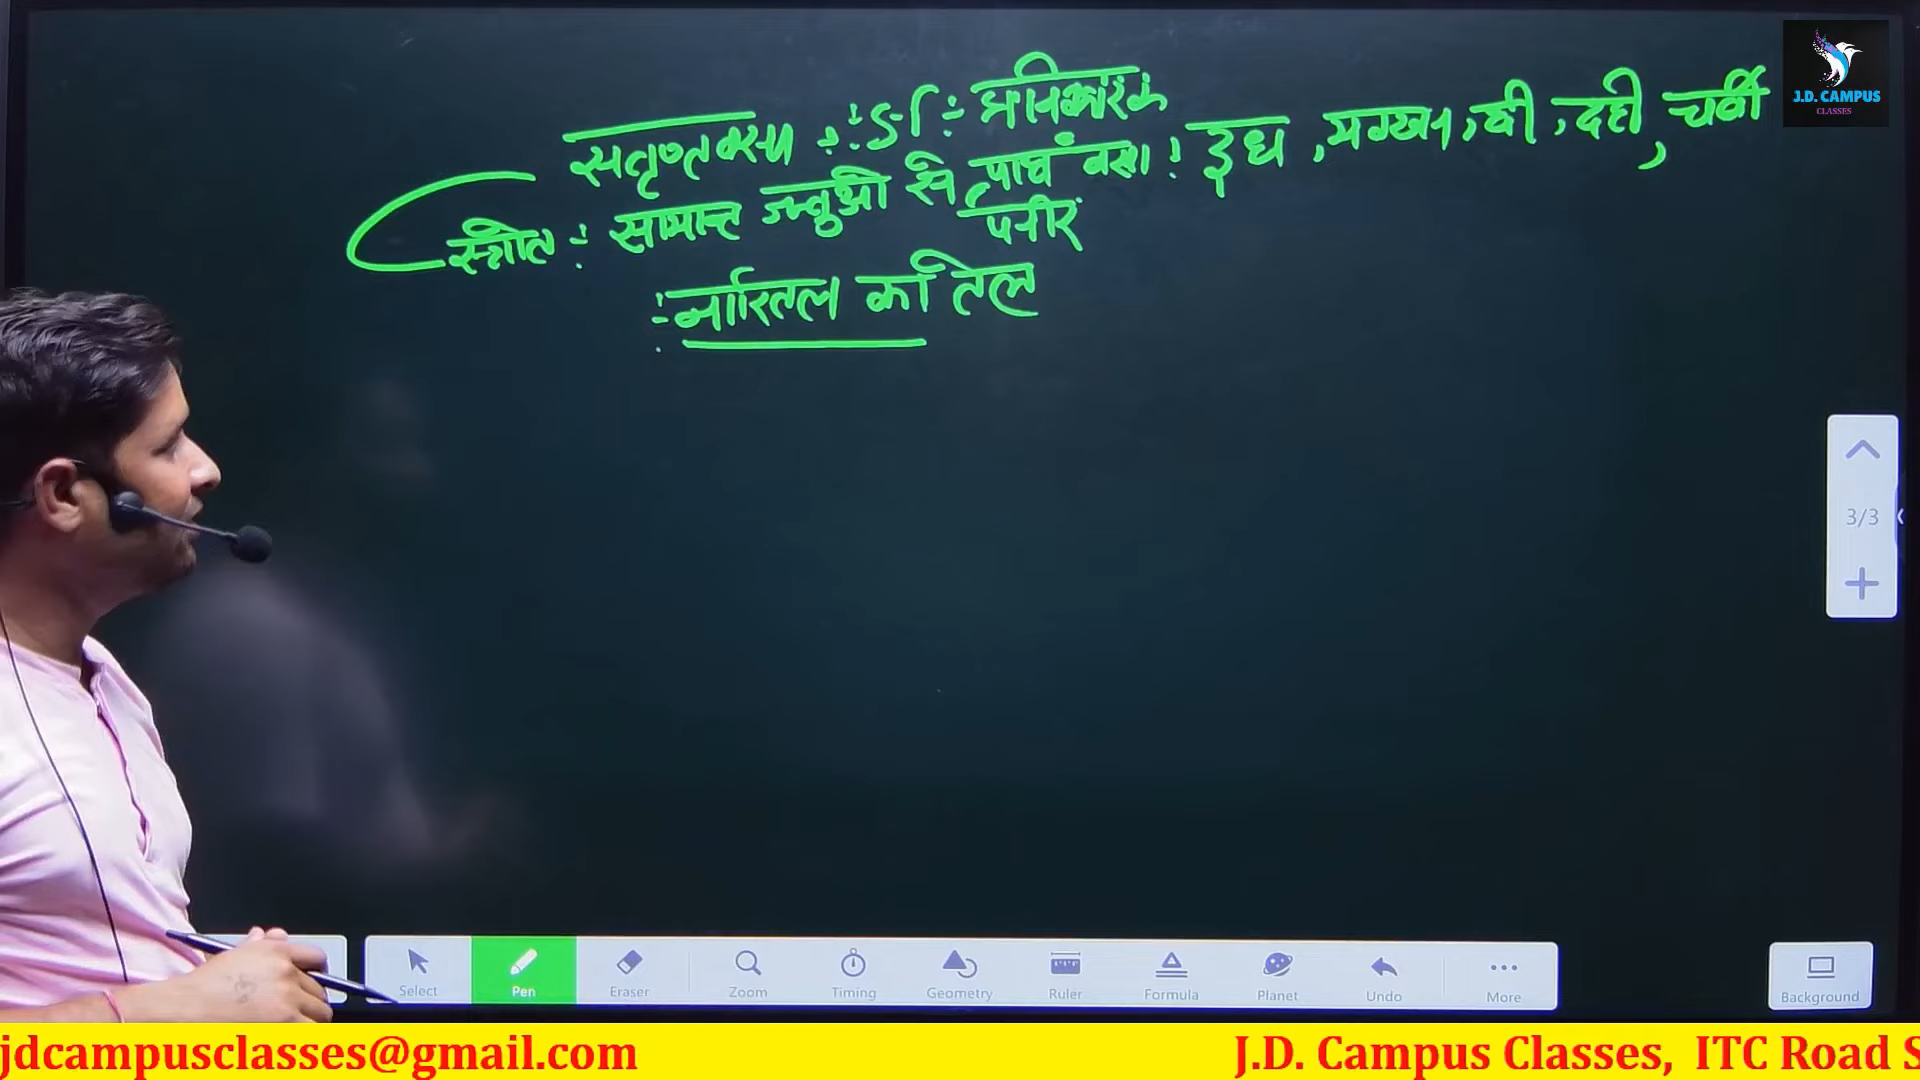 संतृप्त वसा :- S-T :- हानिकारक
स्त्रोत :- सामान्त जन्तुओ से प्राप्त वसा : दूध , मक्खन , घी , दही , चर्बी
पनीर
:- नारियल का तेल
J.D. CAMPUS
CLASSES
3/3
Select Pen Eraser Zoom Timing Geometry Ruler Formula Planet Undo More Background
jdcampusclasses@gmail.com J.D. Campus Classes, ITC Road S